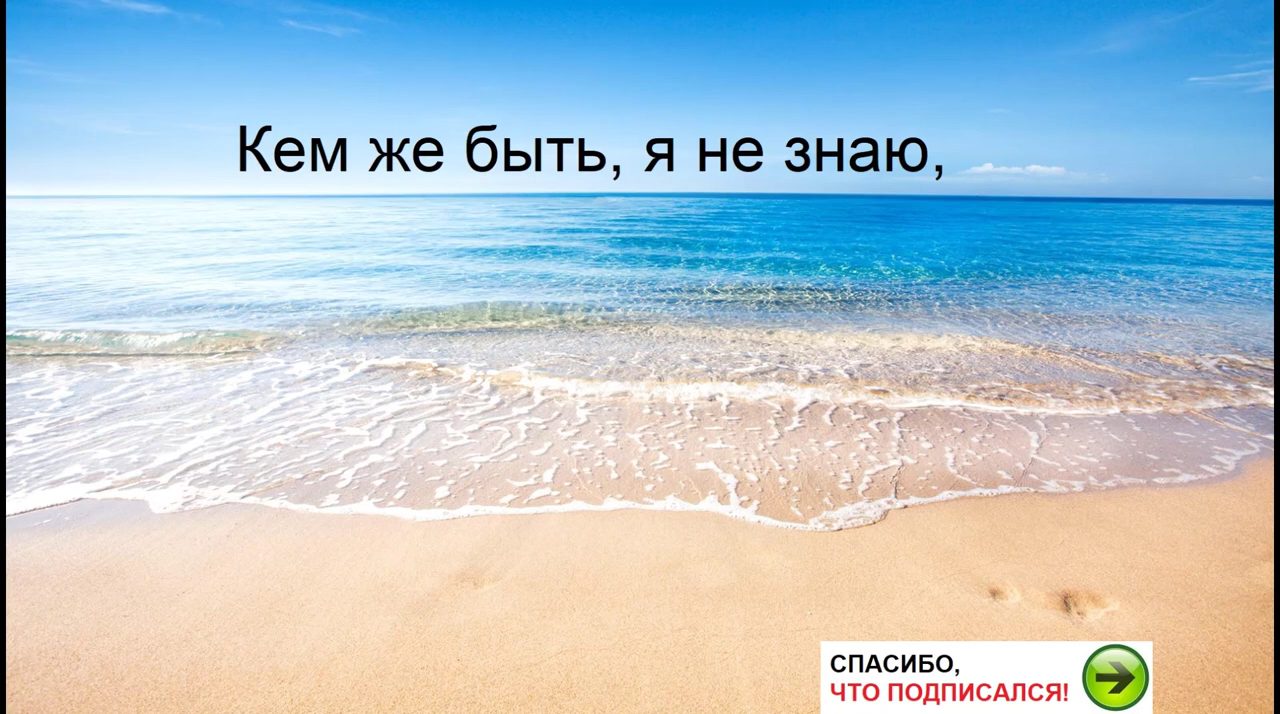 Кем же быть, я не знаю,
СПАСИБО,
ЧТО ПОДПИСАЛСЯ!